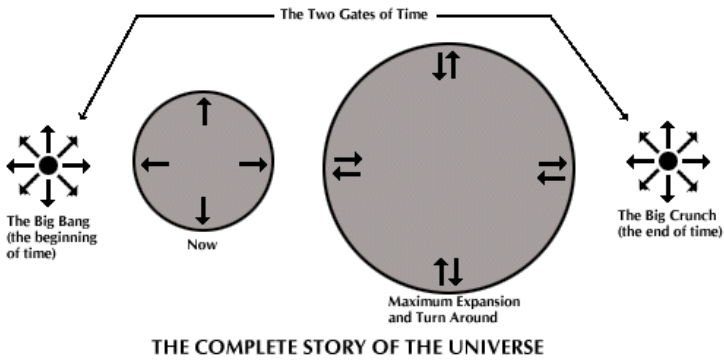 The Two Gates of Time
The Big Bang
(the beginning
of time)
Now
Maximum Expansion
and Turn Around
The Big Crunch
(the end of time)
THE COMPLETE STORY OF THE UNIVERSE